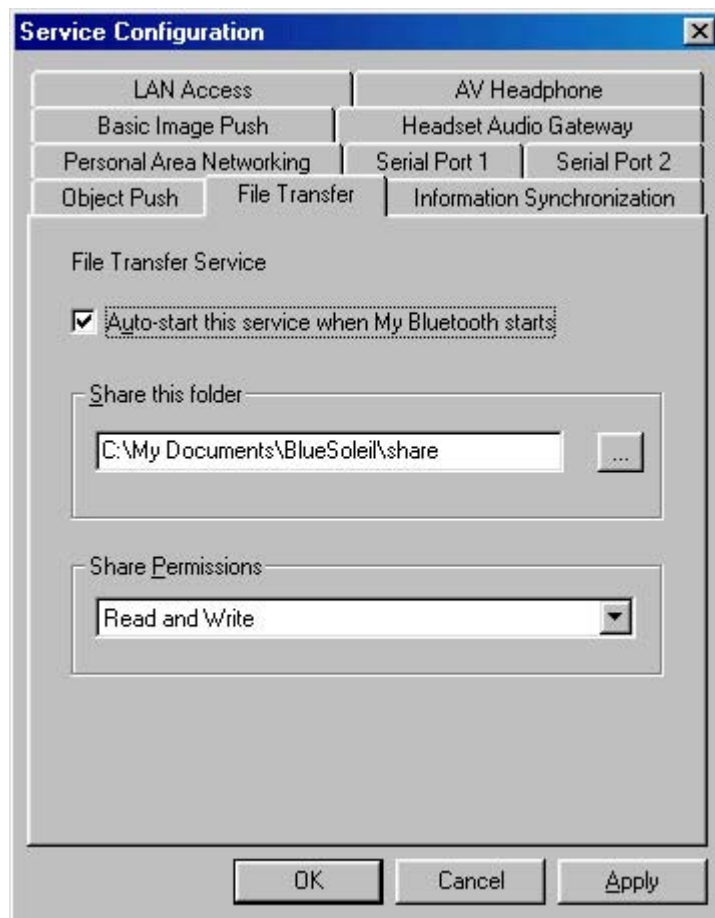 Service Configuration
LAN Access
AV Headphone
Basic Image Push
Headset Audio Gateway
Personal Area Networking
Serial Port 1
Serial Port 2
Object Push
File Transfer
Information Synchronization
File Transfer Service
Auto-start this service when My Bluetooth starts
Share this folder
C:\My Documents\BlueSoleil\share
...
Share Permissions
Read and Write
OK
Cancel
Apply